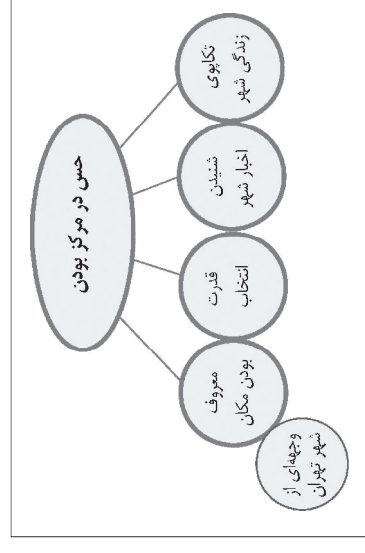 حس در مرکز بودن
تکاپوی
زندگی شهر
شنیدن
اخبار شهر
قدرت
انتخاب
معروف
بودن مکان
وجهه‌ای از
شهر تهران